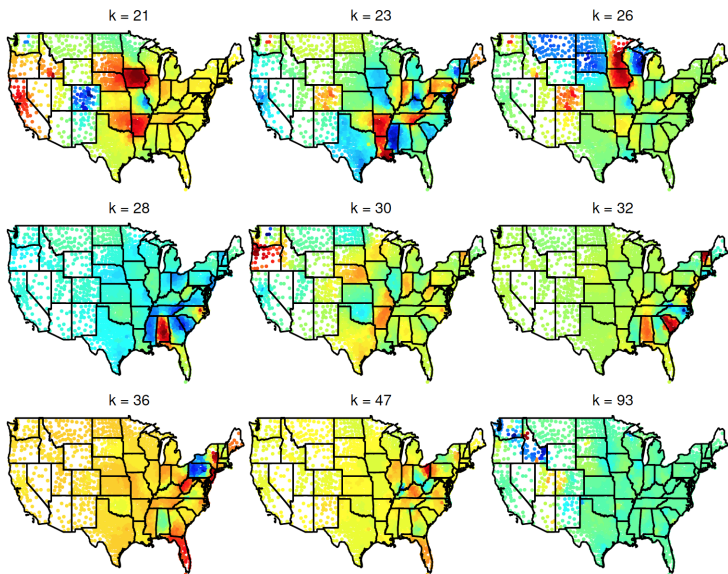 k = 21
k = 23
k = 26
k = 28
k = 30
k = 32
k = 36
k = 47
k = 93